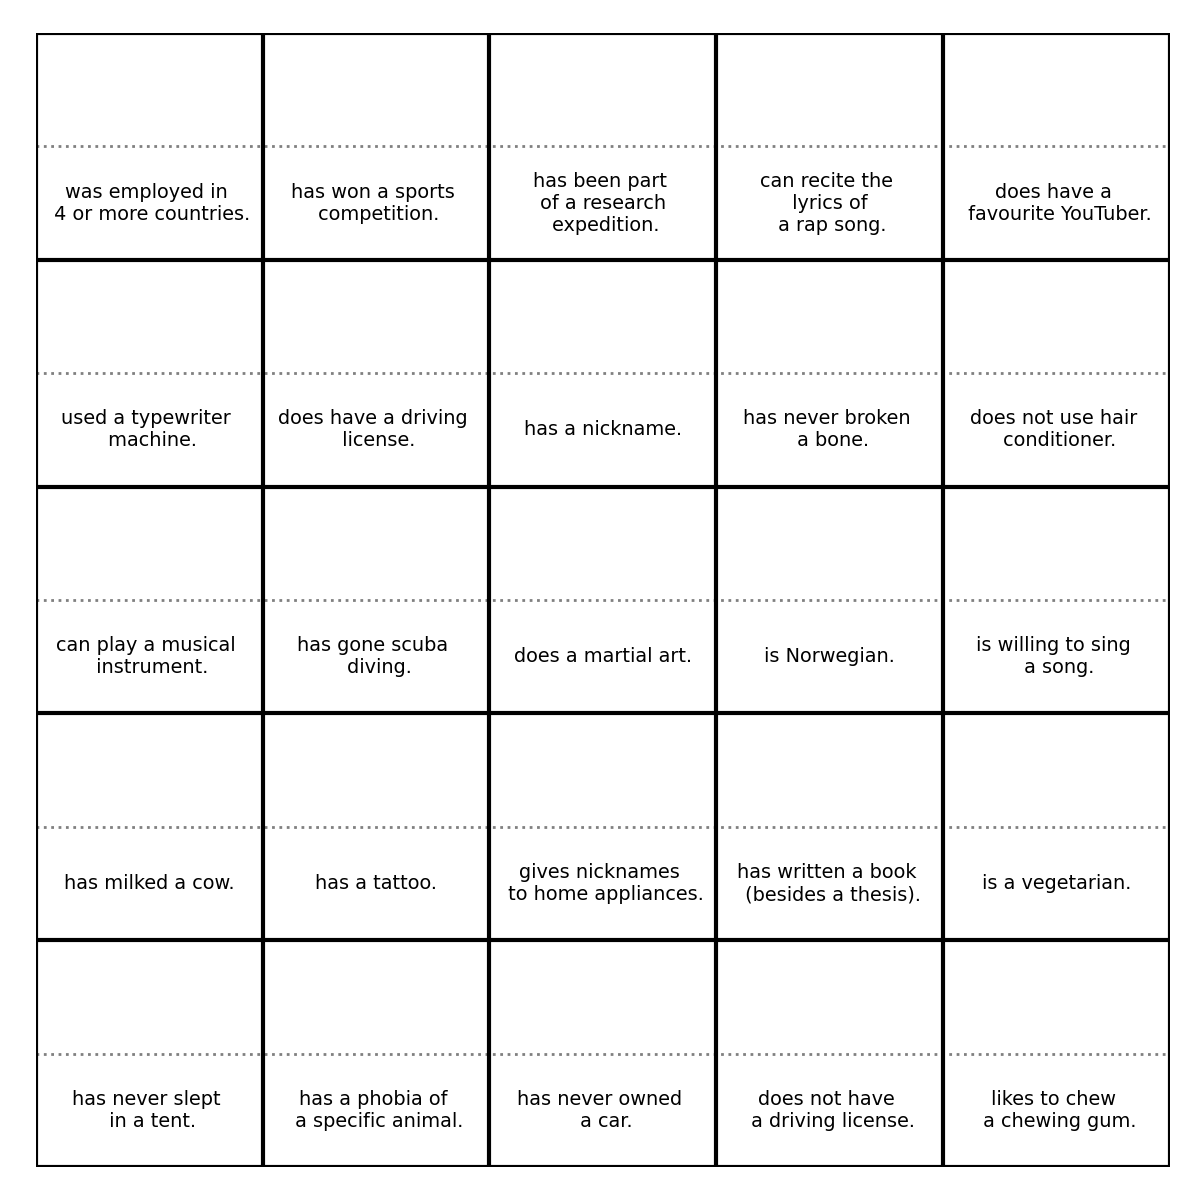 was employed in
4 or more countries.
has won a sports
competition.
has been part
of a research
expedition.
can recite the
lyrics of
a rap song.
does have a
favourite YouTuber.
used a typewriter
machine.
does have a driving
license.
has a nickname.
has never broken
a bone.
does not use hair
conditioner.
can play a musical
instrument.
has gone scuba
diving.
does a martial art.
is Norwegian.
is willing to sing
a song.
has milked a cow.
has a tattoo.
gives nicknames
to home appliances.
has written a book
(besides a thesis).
is a vegetarian.
has never slept
in a tent.
has a phobia of
a specific animal.
has never owned
a car.
does not have
a driving license.
likes to chew
a chewing gum.